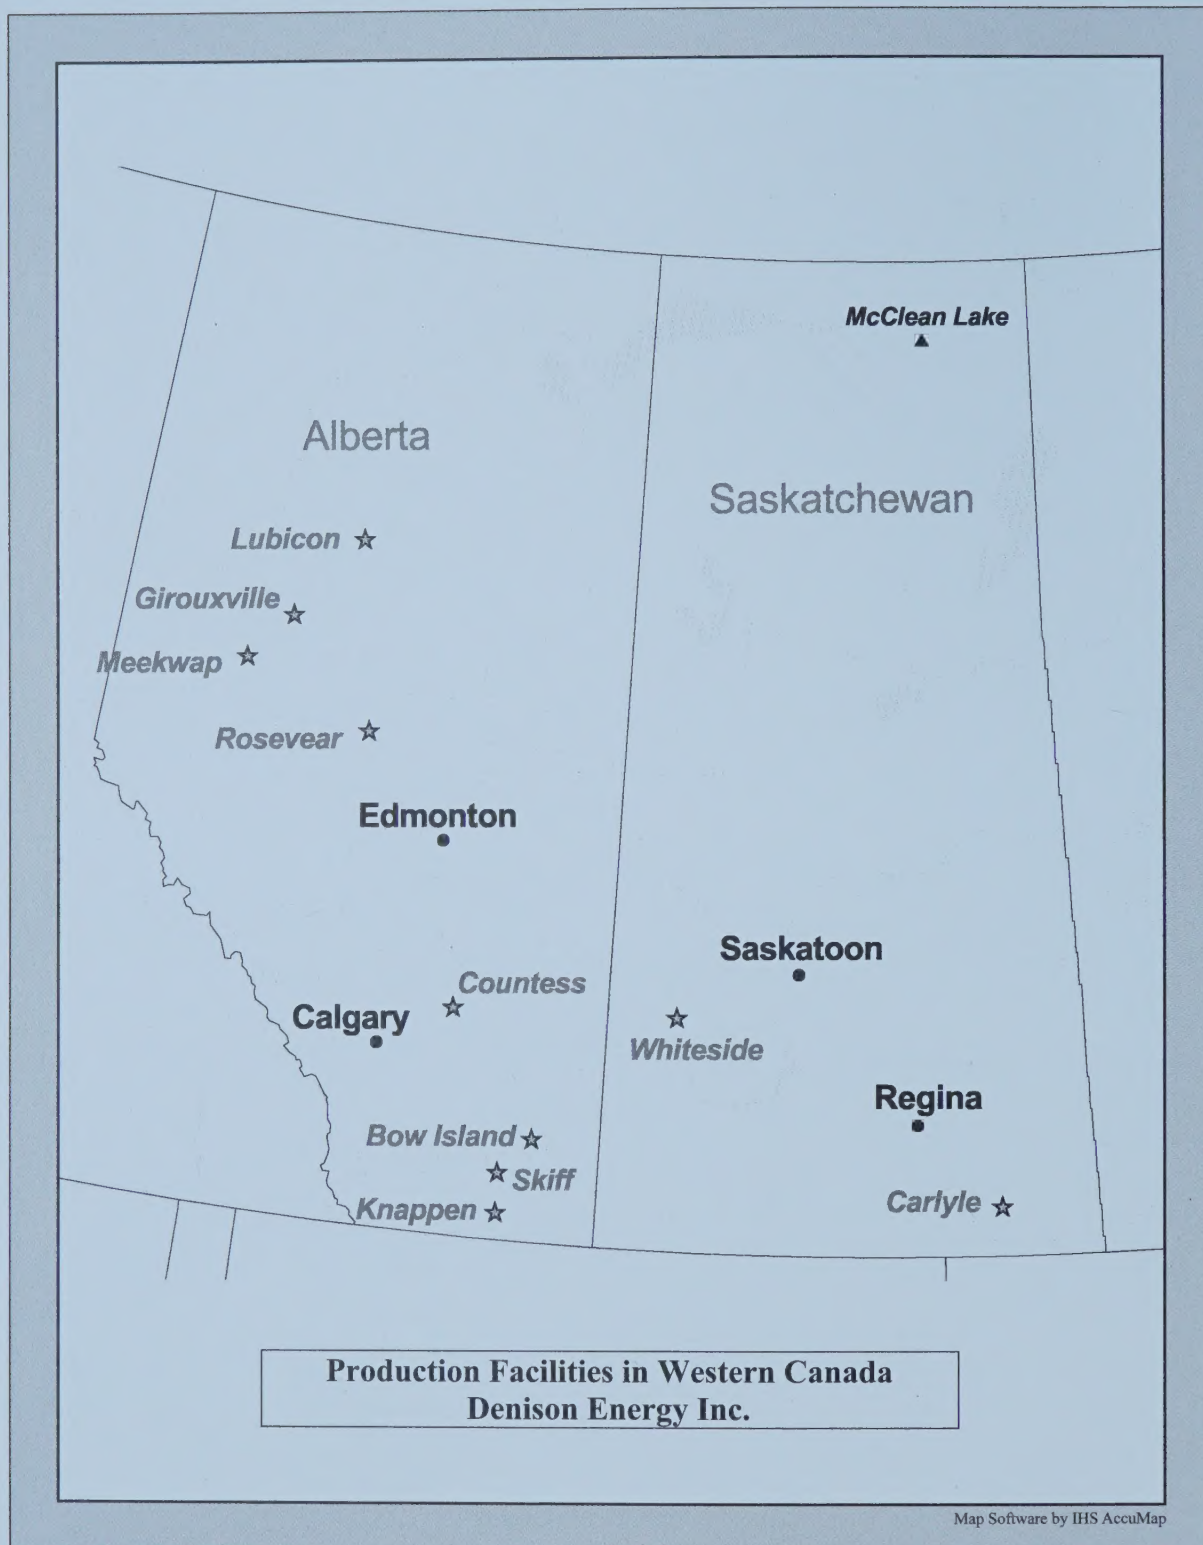 McClean Lake
Alberta
Saskatchewan
Lubicon
Girouxville
Meekwap
Rosevear
Edmonton
Saskatoon
Countess
Calgary
Whiteside
Regina
Bow Island
Skiff
Knappen
Carlyle
Production Facilities in Western Canada
Denison Energy Inc.
Map Software by IHS AccuMap